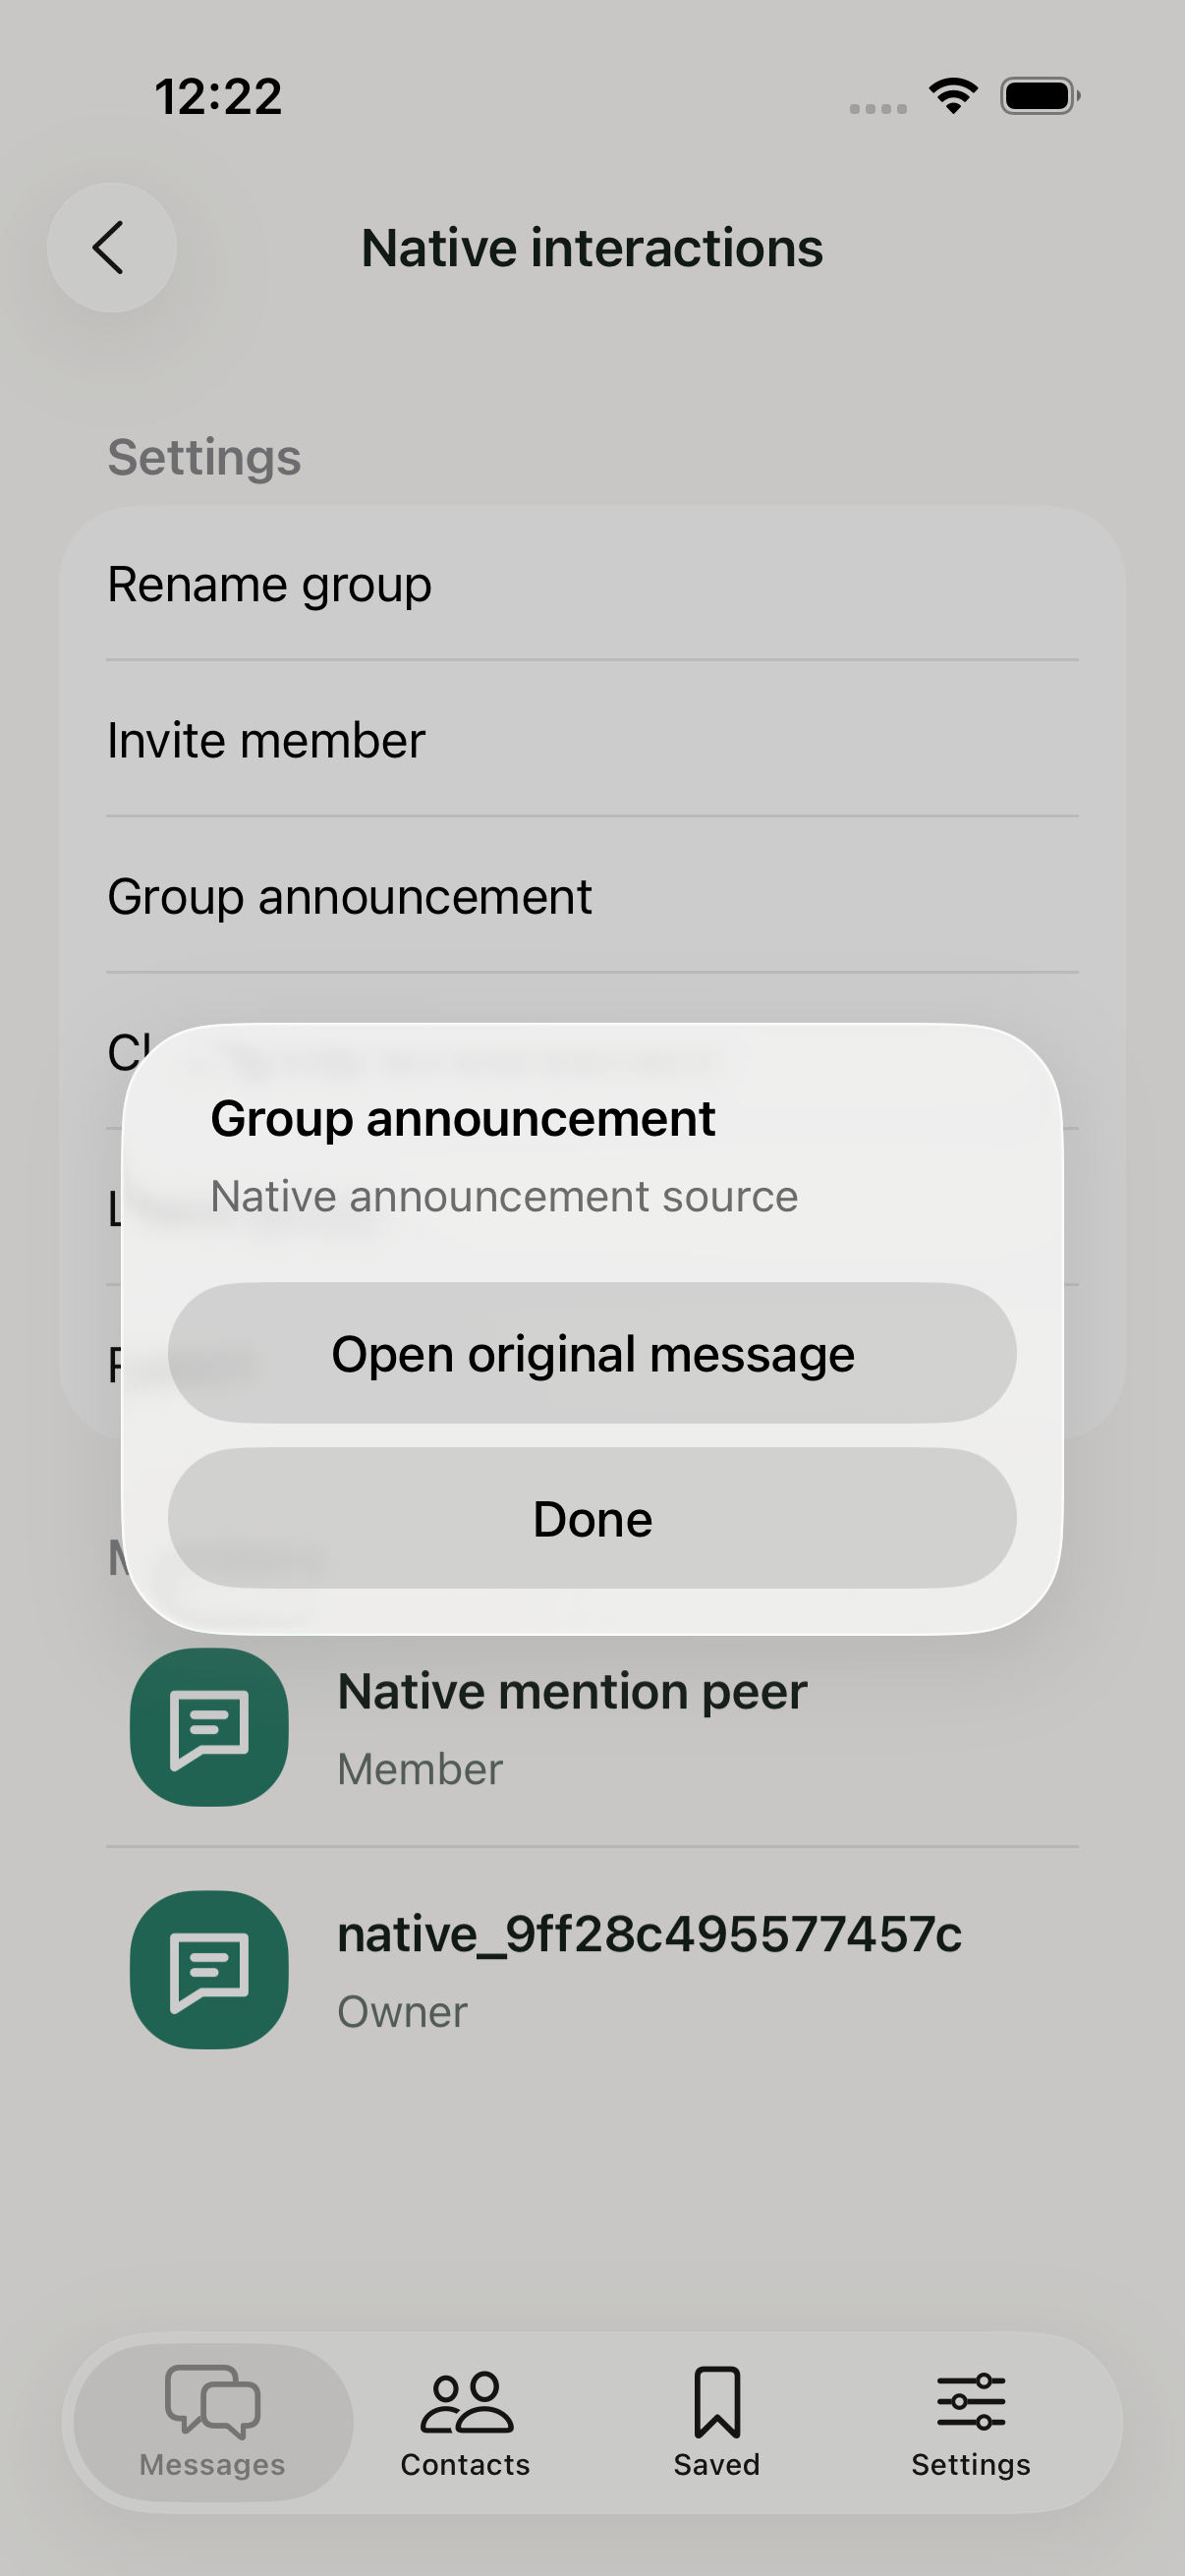 12:22
Native interactions
Settings
Rename group
Invite member
Group announcement
Group announcement
Native announcement source
Open original message
Done
Native mention peer
Member
native_9ff28c495577457c
Owner
Messages
Contacts
Saved
Settings